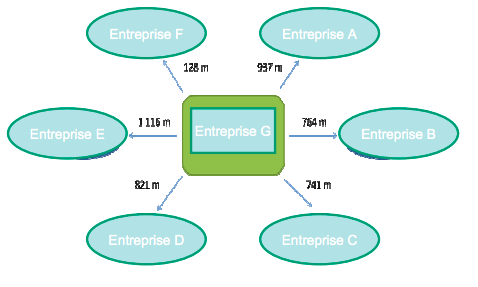 Entreprise F
Entreprise A
128 m
937 m
Entreprise E
1 116 m
Entreprise G
764 m
Entreprise B
821 m
741 m
Entreprise D
Entreprise C